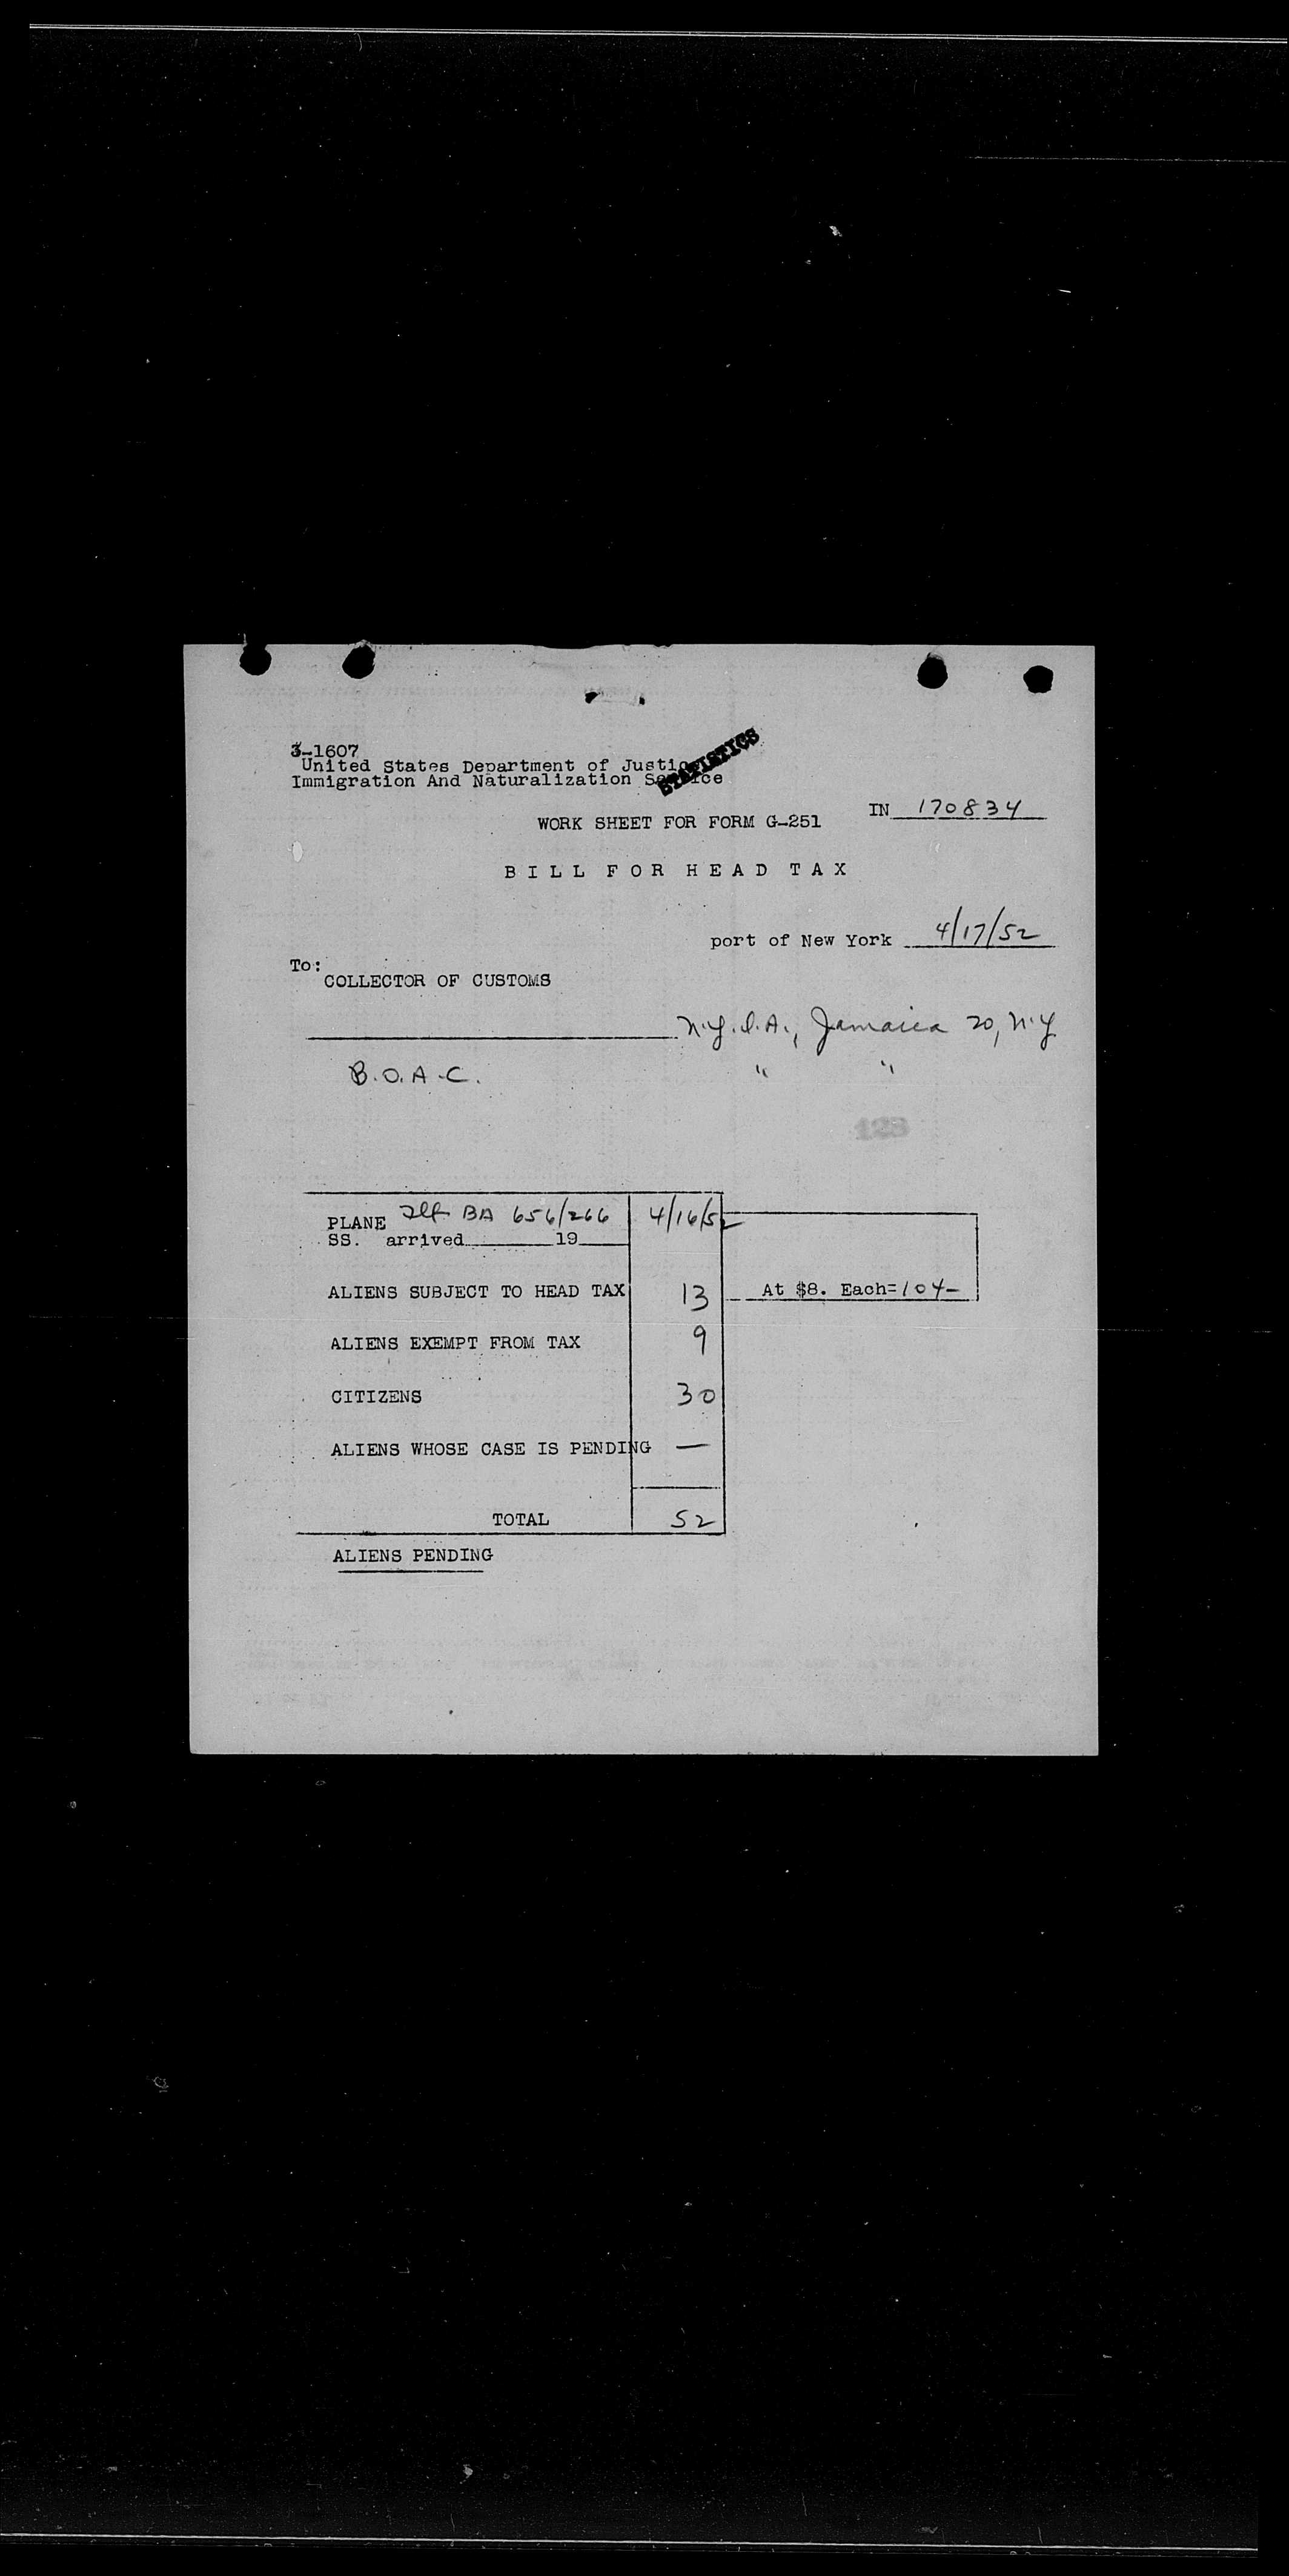 3-1607
United States Department of Justice
Immigration And Naturalization Service
STATISTICS
IN 170834
WORK SHEET FOR FORM G-251
BILL FOR HEAD TAX
port of New York 4/17/52
To:
COLLECTOR OF CUSTOMS
N.Y.I.A., Jamaica 20, N.Y
B.O.A.C. " "
123
PLANE BA 656/266 4/16/52
SS. arrived 19
ALIENS SUBJECT TO HEAD TAX 13 At $8. Each=104-
ALIENS EXEMPT FROM TAX 9
CITIZENS 30
ALIENS WHOSE CASE IS PENDING —
TOTAL 52
ALIENS PENDING